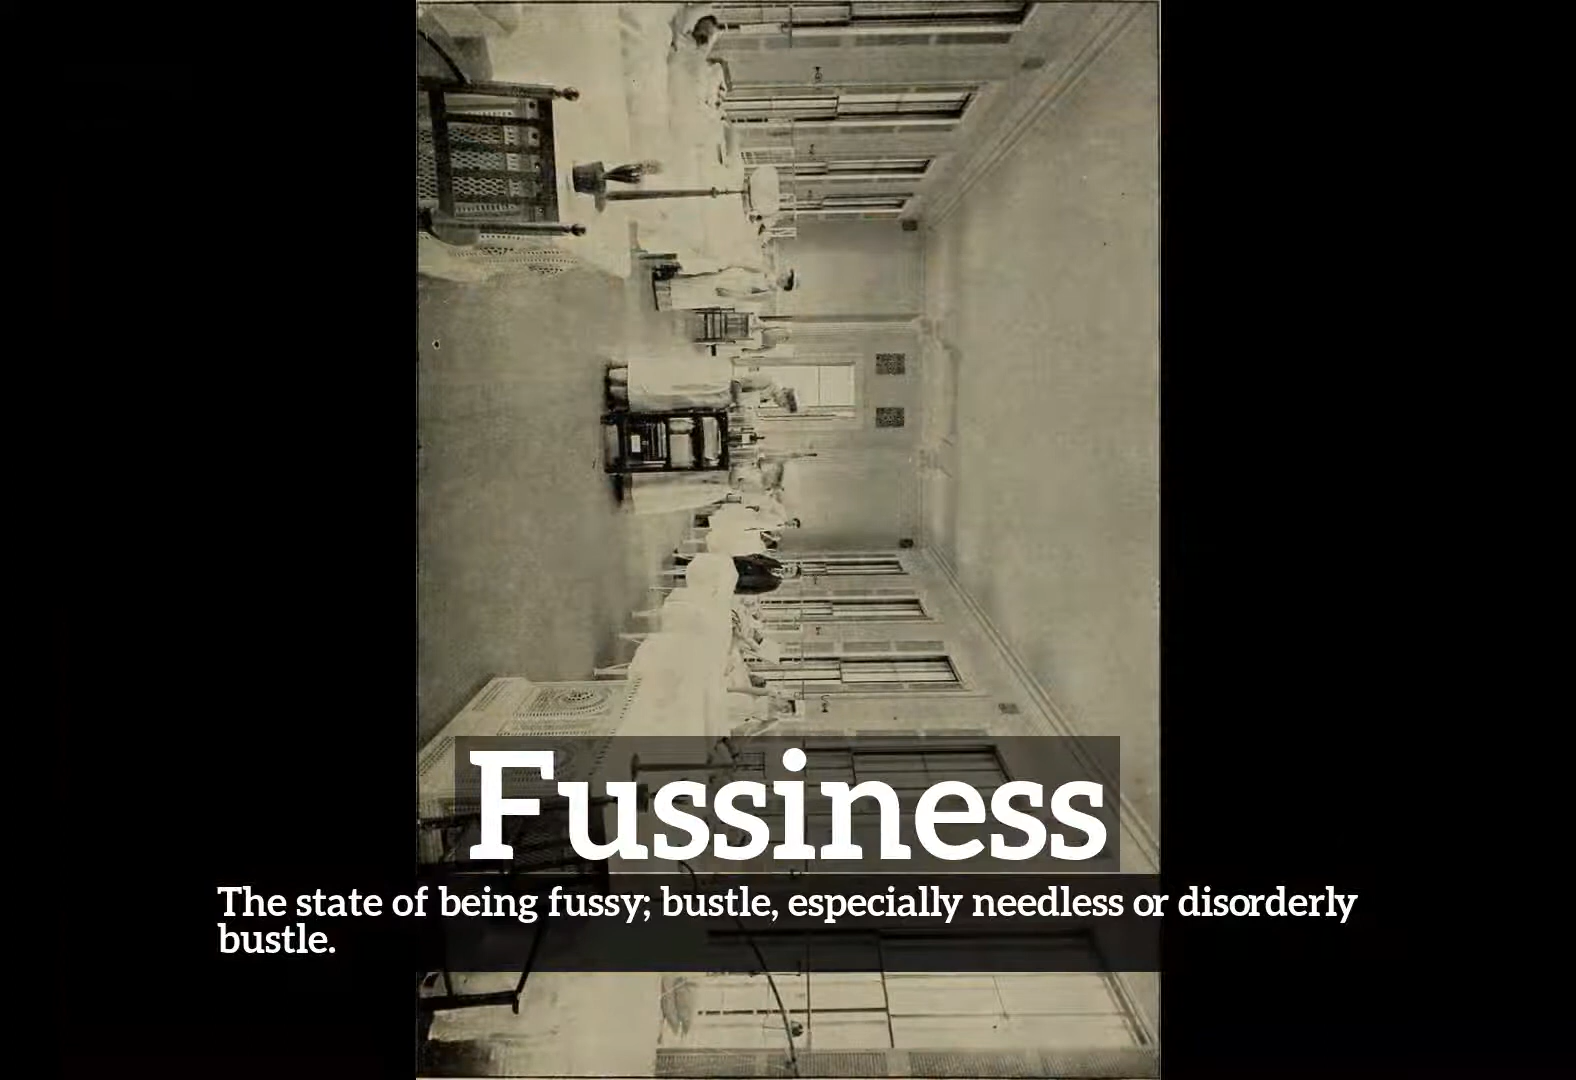 Fussiness
The state of being fussy; bustle, especially needless or disorderly
bustle.